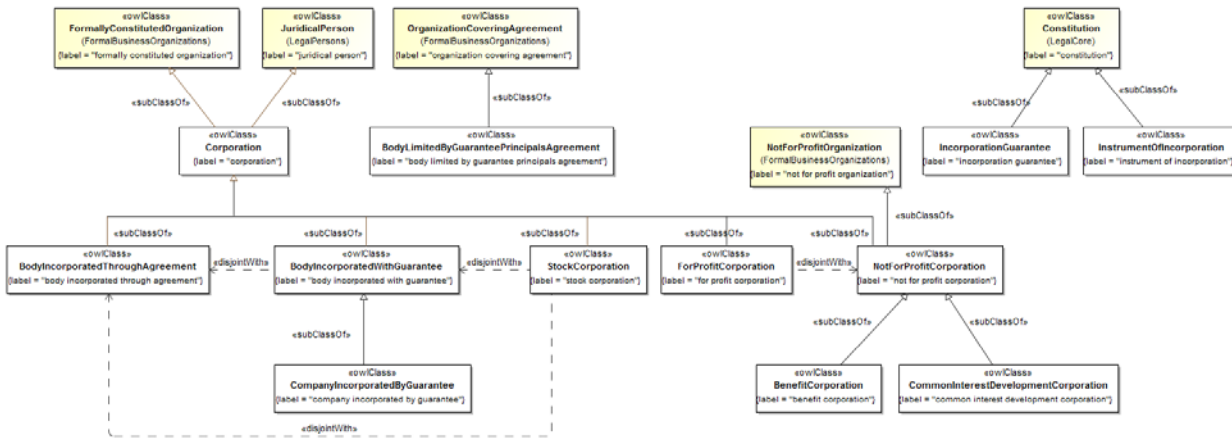 «owlClass»
FormallyConstitutedOrganization
(FormalBusinessOrganizations)
{label = "formally constituted organization"}
«owlClass»
JuridicalPerson
(LegalPersons)
{label = "juridical person"}
«owlClass»
OrganizationCoveringAgreement
(FormalBusinessOrganizations)
{label = "organization covering agreement"}
«owlClass»
Constitution
(LegalCore)
{label = "constitution"}
«subClassOf»
«subClassOf»
«subClassOf»
«subClassOf»
«subClassOf»
«owlClass»
Corporation
{label = "corporation"}
«owlClass»
BodyLimitedByGuaranteePrincipalsAgreement
{label = "body limited by guarantee principals agreement"}
«owlClass»
NotForProfitOrganization
(FormalBusinessOrganizations)
{label = "not for profit organization"}
«owlClass»
IncorporationGuarantee
{label = "incorporation guarantee"}
«owlClass»
InstrumentOfIncorporation
{label = "instrument of incorporation"}
«subClassOf»
«subClassOf»
«subClassOf»
«subClassOf»
«subClassOf»
«subClassOf»
«owlClass»
BodyIncorporatedThroughAgreement
{label = "body incorporated through agreement"}
«disjointWith»
«owlClass»
BodyIncorporatedWithGuarantee
{label = "body incorporated with guarantee"}
«disjointWith»
«owlClass»
StockCorporation
{label = "stock corporation"}
«owlClass»
ForProfitCorporation
{label = "for profit corporation"}
«disjointWith»
«owlClass»
NotForProfitCorporation
{label = "not for profit corporation"}
«subClassOf»
«subClassOf»
«subClassOf»
«owlClass»
CompanyIncorporatedByGuarantee
{label = "company incorporated by guarantee"}
«owlClass»
BenefitCorporation
{label = "benefit corporation"}
«owlClass»
CommonInterestDevelopmentCorporation
{label = "common interest development corporation"}
«disjointWith»